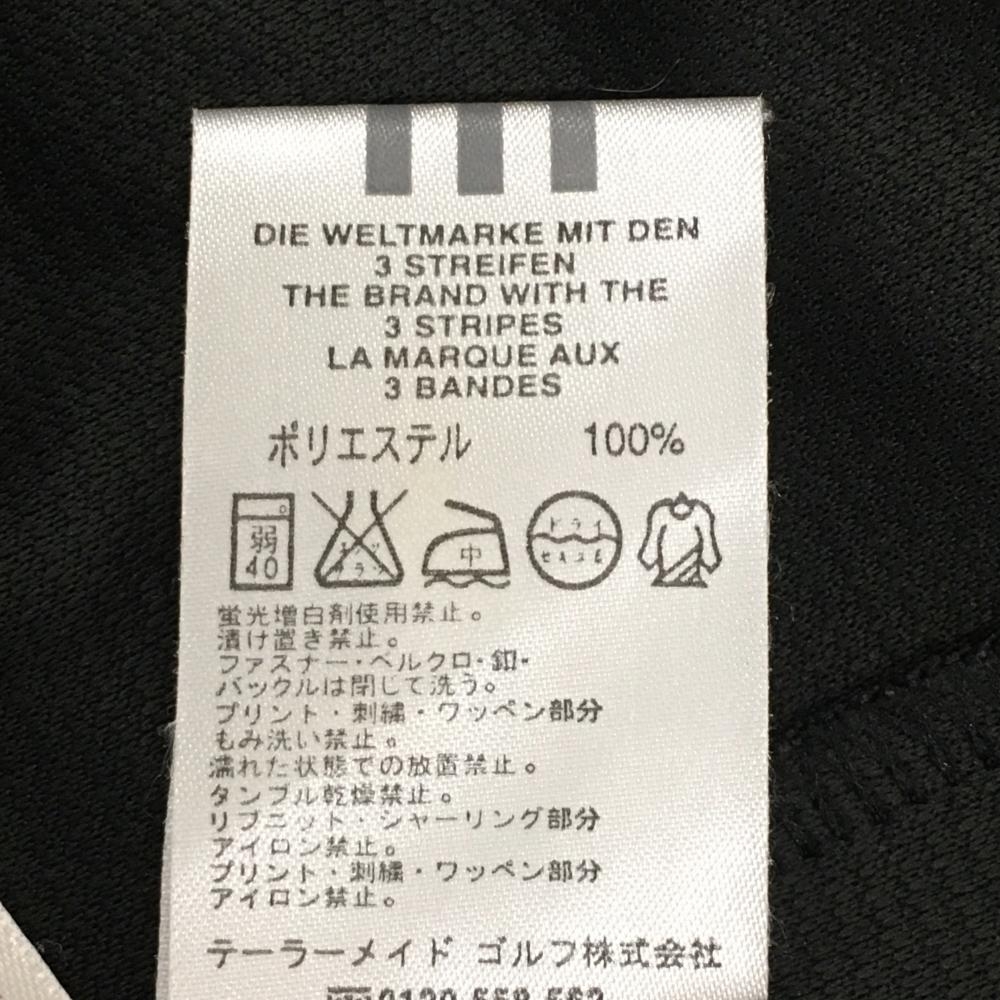 DIE WELTMARKE MIT DEN
3 STREIFEN
THE BRAND WITH THE
3 STRIPES
LA MARQUE AUX
3 BANDES
ポリエステル 100%
弱
40
中
ドライ
セキユ系
蛍光増白剤使用禁止。
漬け置き禁止。
ファスナー・ベルクロ・釦・
バックルは閉じて洗う。
プリント・刺繍・ワッペン部分
もみ洗い禁止。
濡れた状態での放置禁止。
タンブル乾燥禁止。
リブニット・シャーリング部分
アイロン禁止。
プリント・刺繍・ワッペン部分
アイロン禁止。
テーラーメイド ゴルフ株式会社